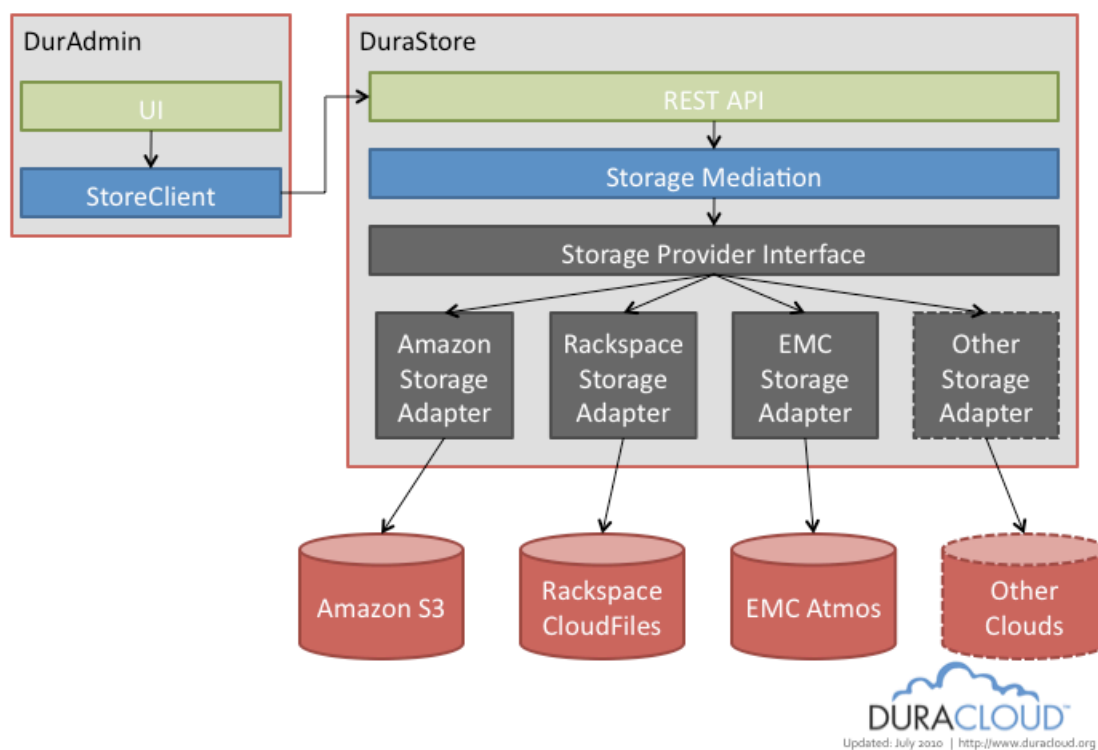 DurAdmin
UI
StoreClient
DuraStore
REST API
Storage Mediation
Storage Provider Interface
Amazon
Storage
Adapter
Rackspace
Storage
Adapter
EMC
Storage
Adapter
Other
Storage
Adapter
Amazon S3
Rackspace
CloudFiles
EMC Atmos
Other
Clouds
DURACLOUD™
Updated: July 2010 | http://www.duracloud.org